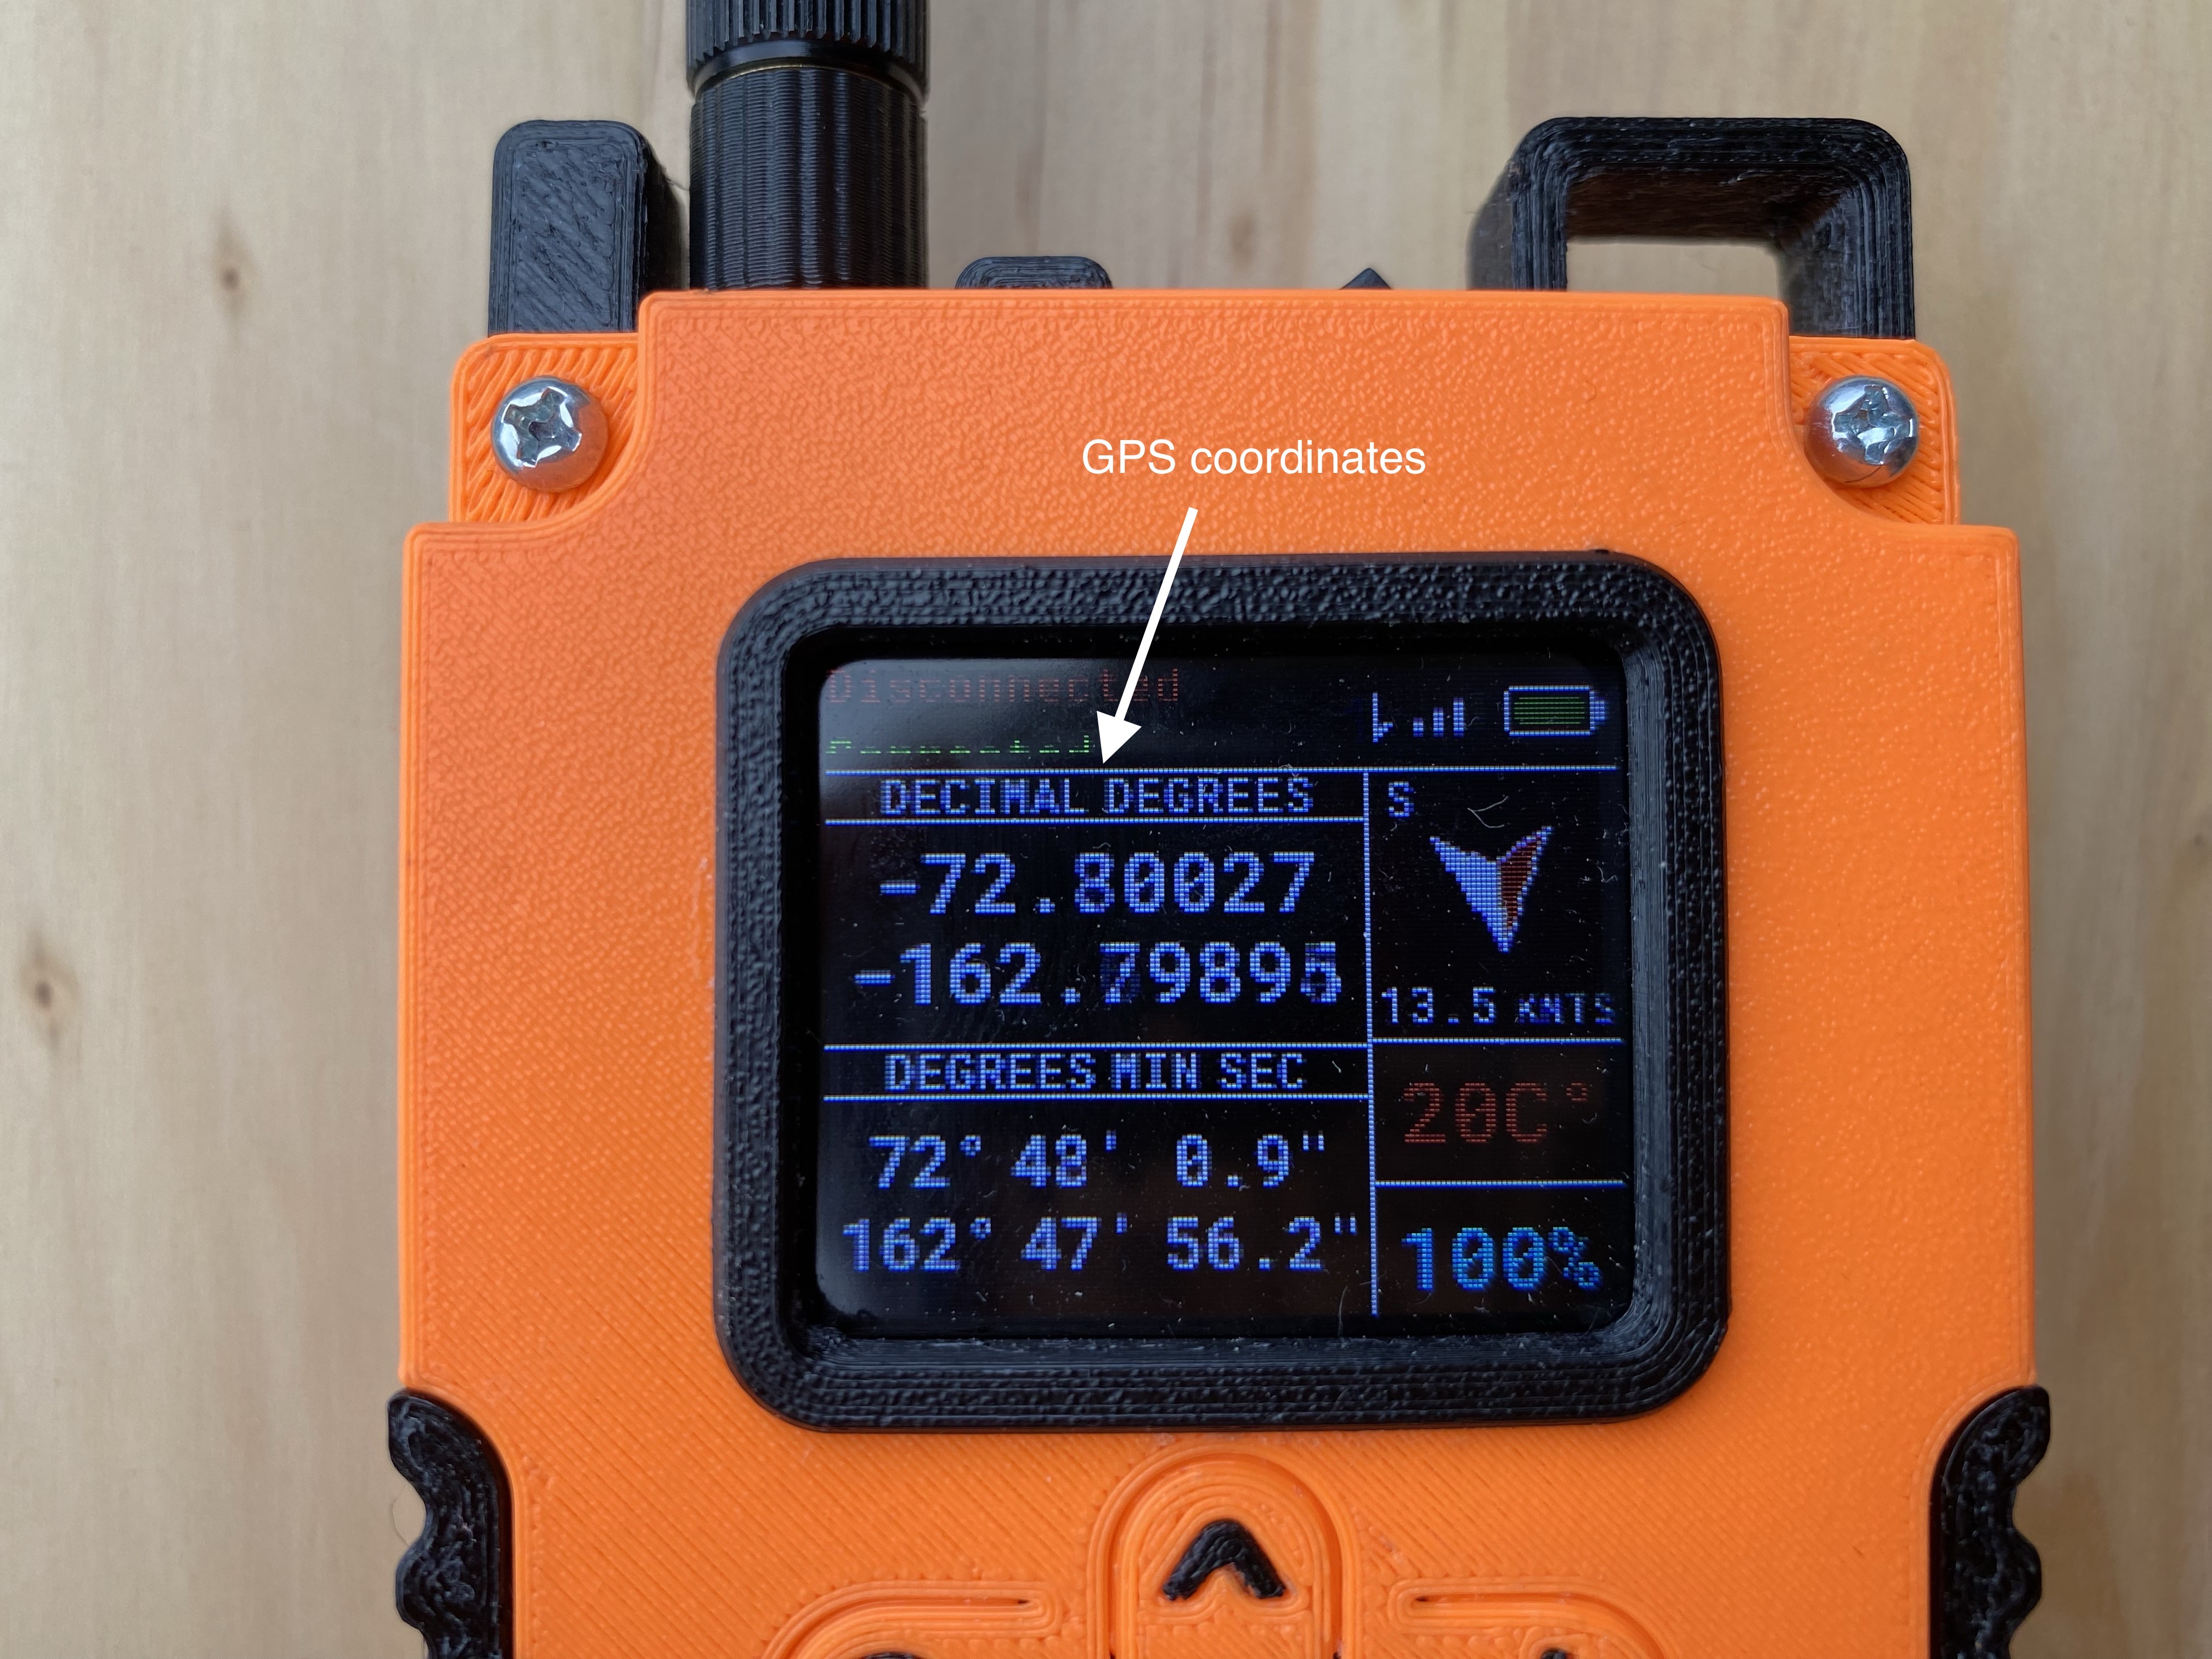 GPS coordinates
Disconnected
DECIMAL DEGREES
-72.80027
-162.79895
S
13.5 KNTS
DEGREES MIN SEC
72° 48' 0.9"
162° 47' 56.2"
20C°
100%